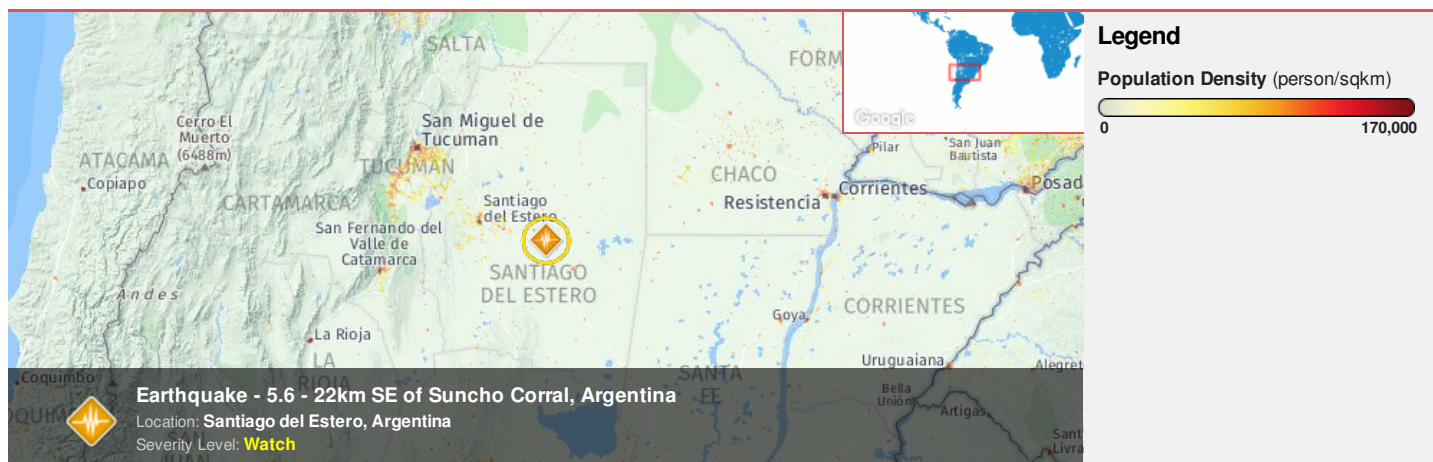 SALTA
FORM
Google
Legend
Population Density (person/sqkm)
0
170,000
Cerro El
Muerto
(6488m)
San Miguel de
Tucuman
ATACAMA
TUCUMAN
Copiapo
CHACO
Pilar
San Juan
Bautista
Posad
Corrientes
Resistencia
CARTAMARCA
Santiago
del Estero
San Fernando del
Valle de
Catamarca
SANTIAGO
DEL ESTERO
Andes
CORRIENTES
Goya
La Rioja
LA
RIOJA
Uruguaiana
Alegret
SANTA
FE
Coquimbo
Bella
Unión
Artigas
OQUIM
SAN
JUAN
Sant
Livra
Earthquake - 5.6 - 22km SE of Suncho Corral, Argentina
Location: Santiago del Estero, Argentina
Severity Level: Watch